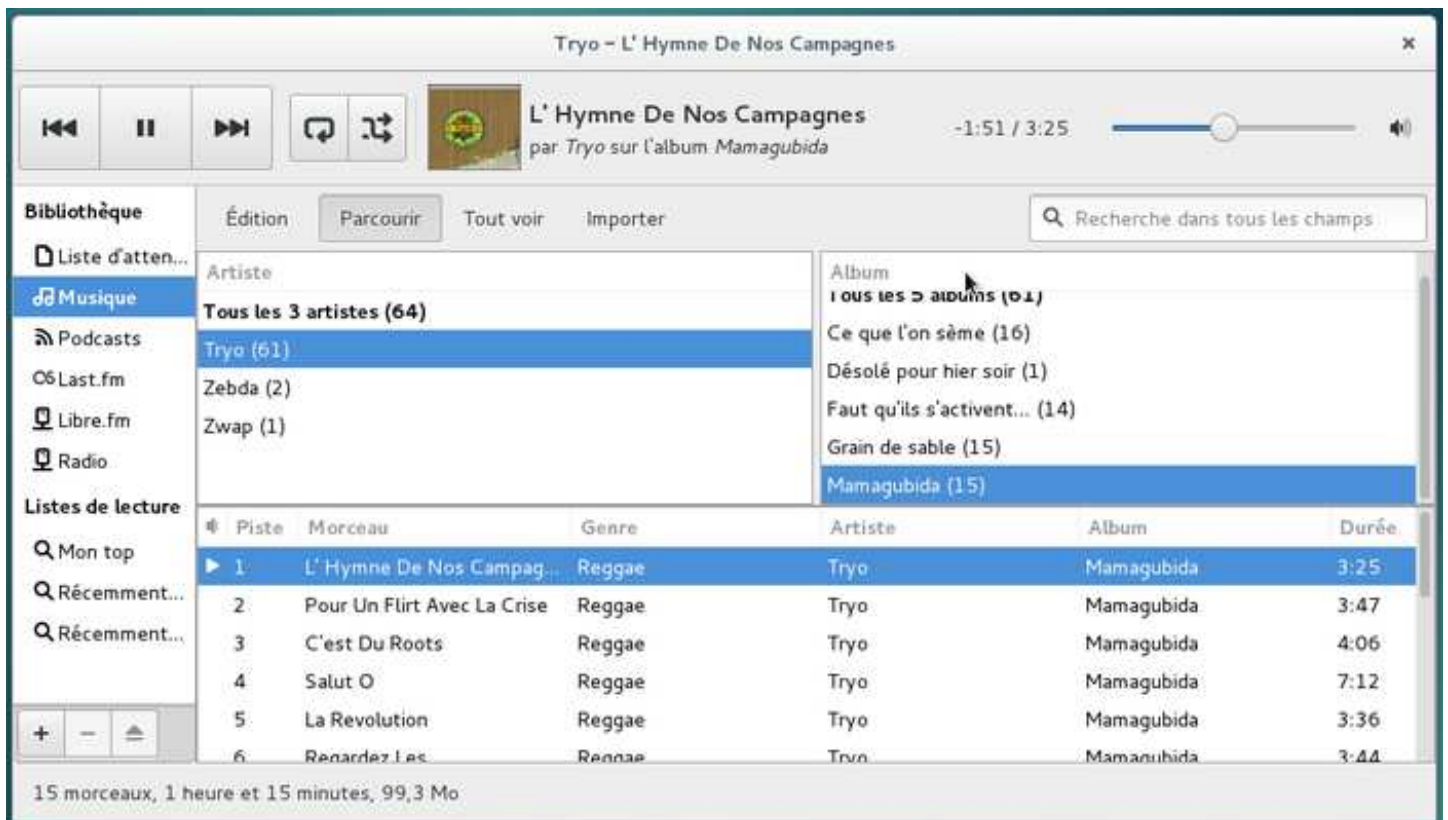 Tryo – L' Hymne De Nos Campagnes
L' Hymne De Nos Campagnes
par Tryo sur l'album Mamagubida
-1:51 / 3:25
Bibliothèque
Liste d'atten...
Musique
Podcasts
Last.fm
Libre.fm
Radio
Listes de lecture
Mon top
Récemment...
Récemment...
Édition Parcourir Tout voir Importer
Recherche dans tous les champs
Artiste
Tous les 3 artistes (64)
Tryo (61)
Zebda (2)
Zwap (1)
Album
Tous les 5 albums (61)
Ce que l'on sème (16)
Désolé pour hier soir (1)
Faut qu'ils s'activent... (14)
Grain de sable (15)
Mamagubida (15)
Piste Morceau Genre Artiste Album Durée
1 L' Hymne De Nos Campag... Reggae Tryo Mamagubida 3:25
2 Pour Un Flirt Avec La Crise Reggae Tryo Mamagubida 3:47
3 C'est Du Roots Reggae Tryo Mamagubida 4:06
4 Salut O Reggae Tryo Mamagubida 7:12
5 La Revolution Reggae Tryo Mamagubida 3:36
6 Regardez Les Reggae Tryo Mamagubida 3:44
15 morceaux, 1 heure et 15 minutes, 99,3 Mo